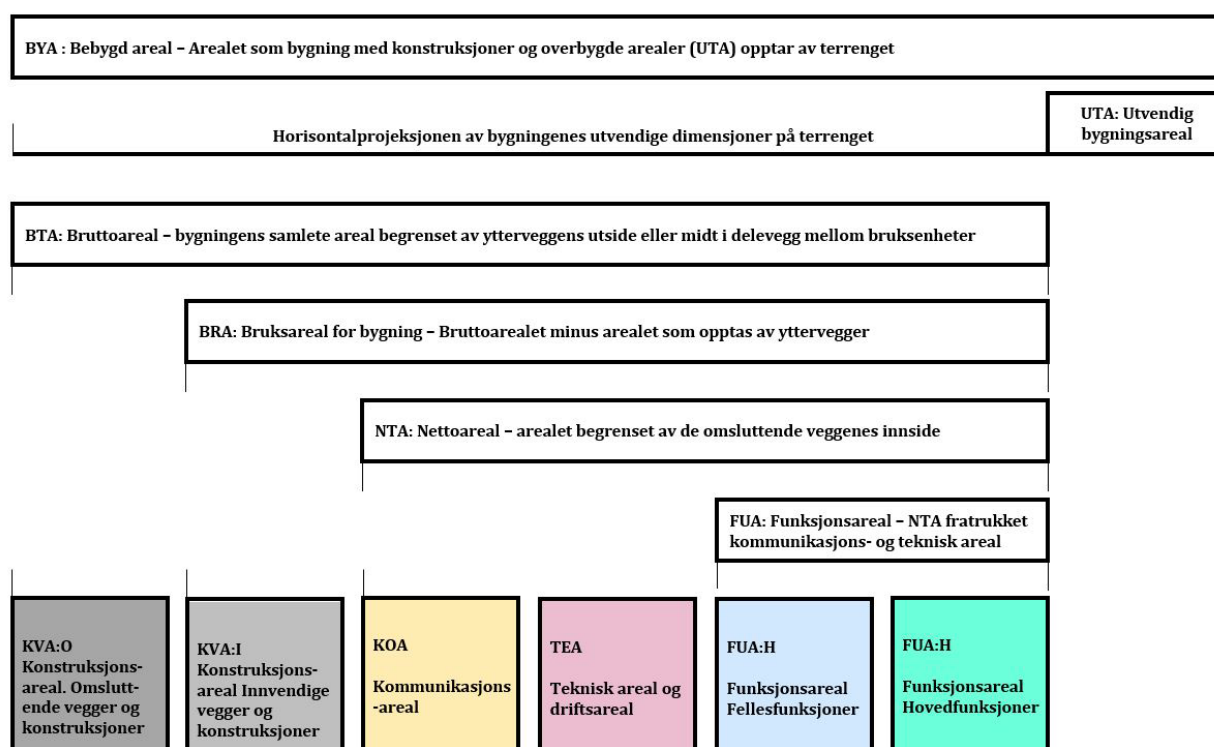 BYA : Bebygd areal – Arealet som bygning med konstruksjoner og overbygde arealer (UTA) opptar av terrenget
Horisontalprojeksjonen av bygningenes utvendige dimensjoner på terrenget
UTA: Utvendig
bygningsareal
BTA: Bruttoareal – bygningens samlete areal begrenset av ytterveggens utside eller midt i delevegg mellom bruksenheter
BRA: Bruksareal for bygning – Bruttoarealet minus arealet som opptas av yttervegger
NTA: Nettoareal – arealet begrenset av de omsluttende veggenes innside
FUA: Funksjonsareal – NTA fratrukket
kommunikasjons- og teknisk areal
KVA:O
Konstruksjons-
areal. Omslutt-
ende vegger og
konstruksjoner
KVA:I
Konstruksjons-
areal Innvendige
vegger og
konstruksjoner
KOA
Kommunikasjons
-areal
TEA
Teknisk areal og
driftsareal
FUA:H
Funksjonsareal
Fellesfunksjoner
FUA:H
Funksjonsareal
Hovedfunksjoner